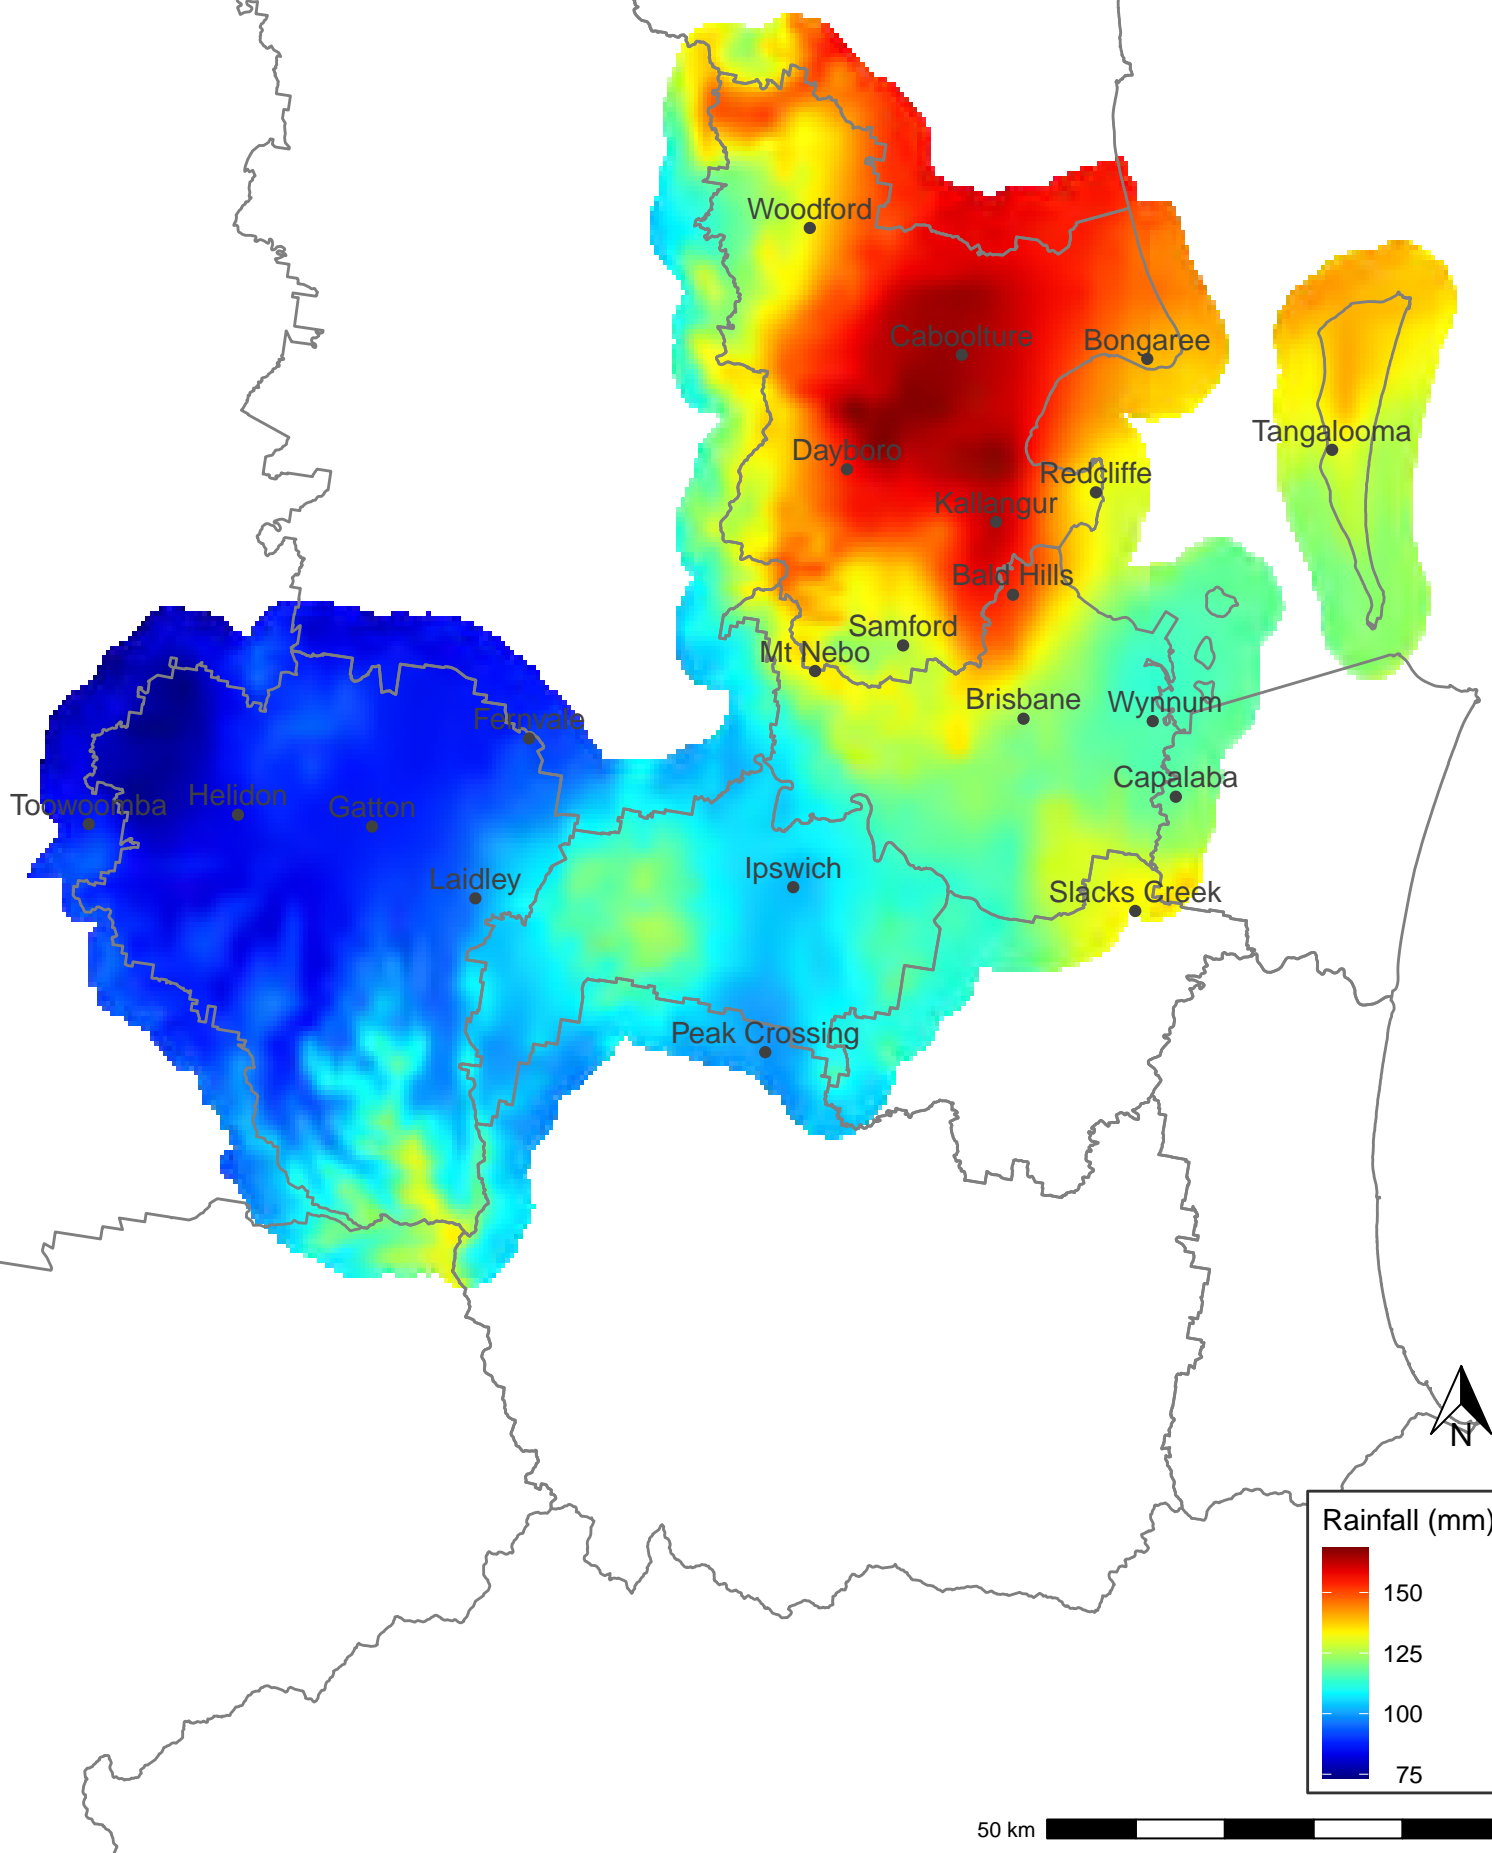 Woodford
Caboolture
Bongaree
Tangalooma
Dayboro
Redcliffe
Kallangur
Bald Hills
Samford
Mt Nebo
Brisbane
Wynnum
Fernvale
Capalaba
Toowoomba
Helidon
Gatton
Ipswich
Laidley
Slacks Creek
Peak Crossing
N
Rainfall (mm)
150
125
100
75
50 km